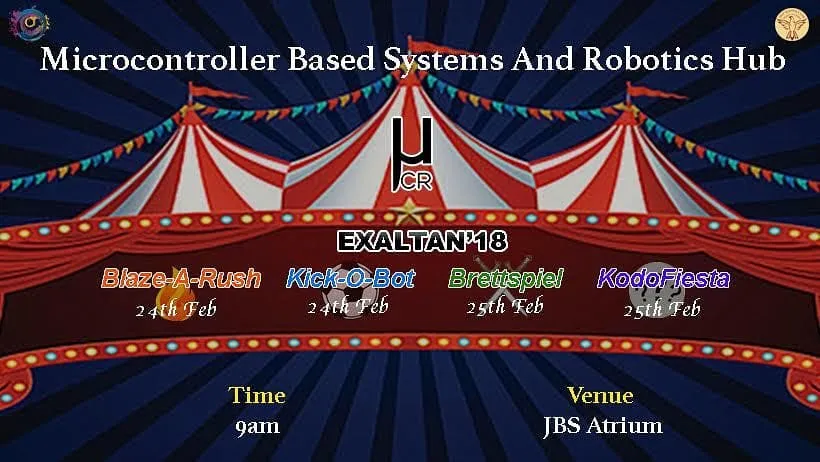 Microcontroller Based Systems And Robotics Hub
μCR
EXALTAN'18
Blaze-A-Rush Kick-O-Bot Brettspiel KodoFiesta
24th Feb 24th Feb 25th Feb 25th Feb
Time Venue
9am JBS Atrium